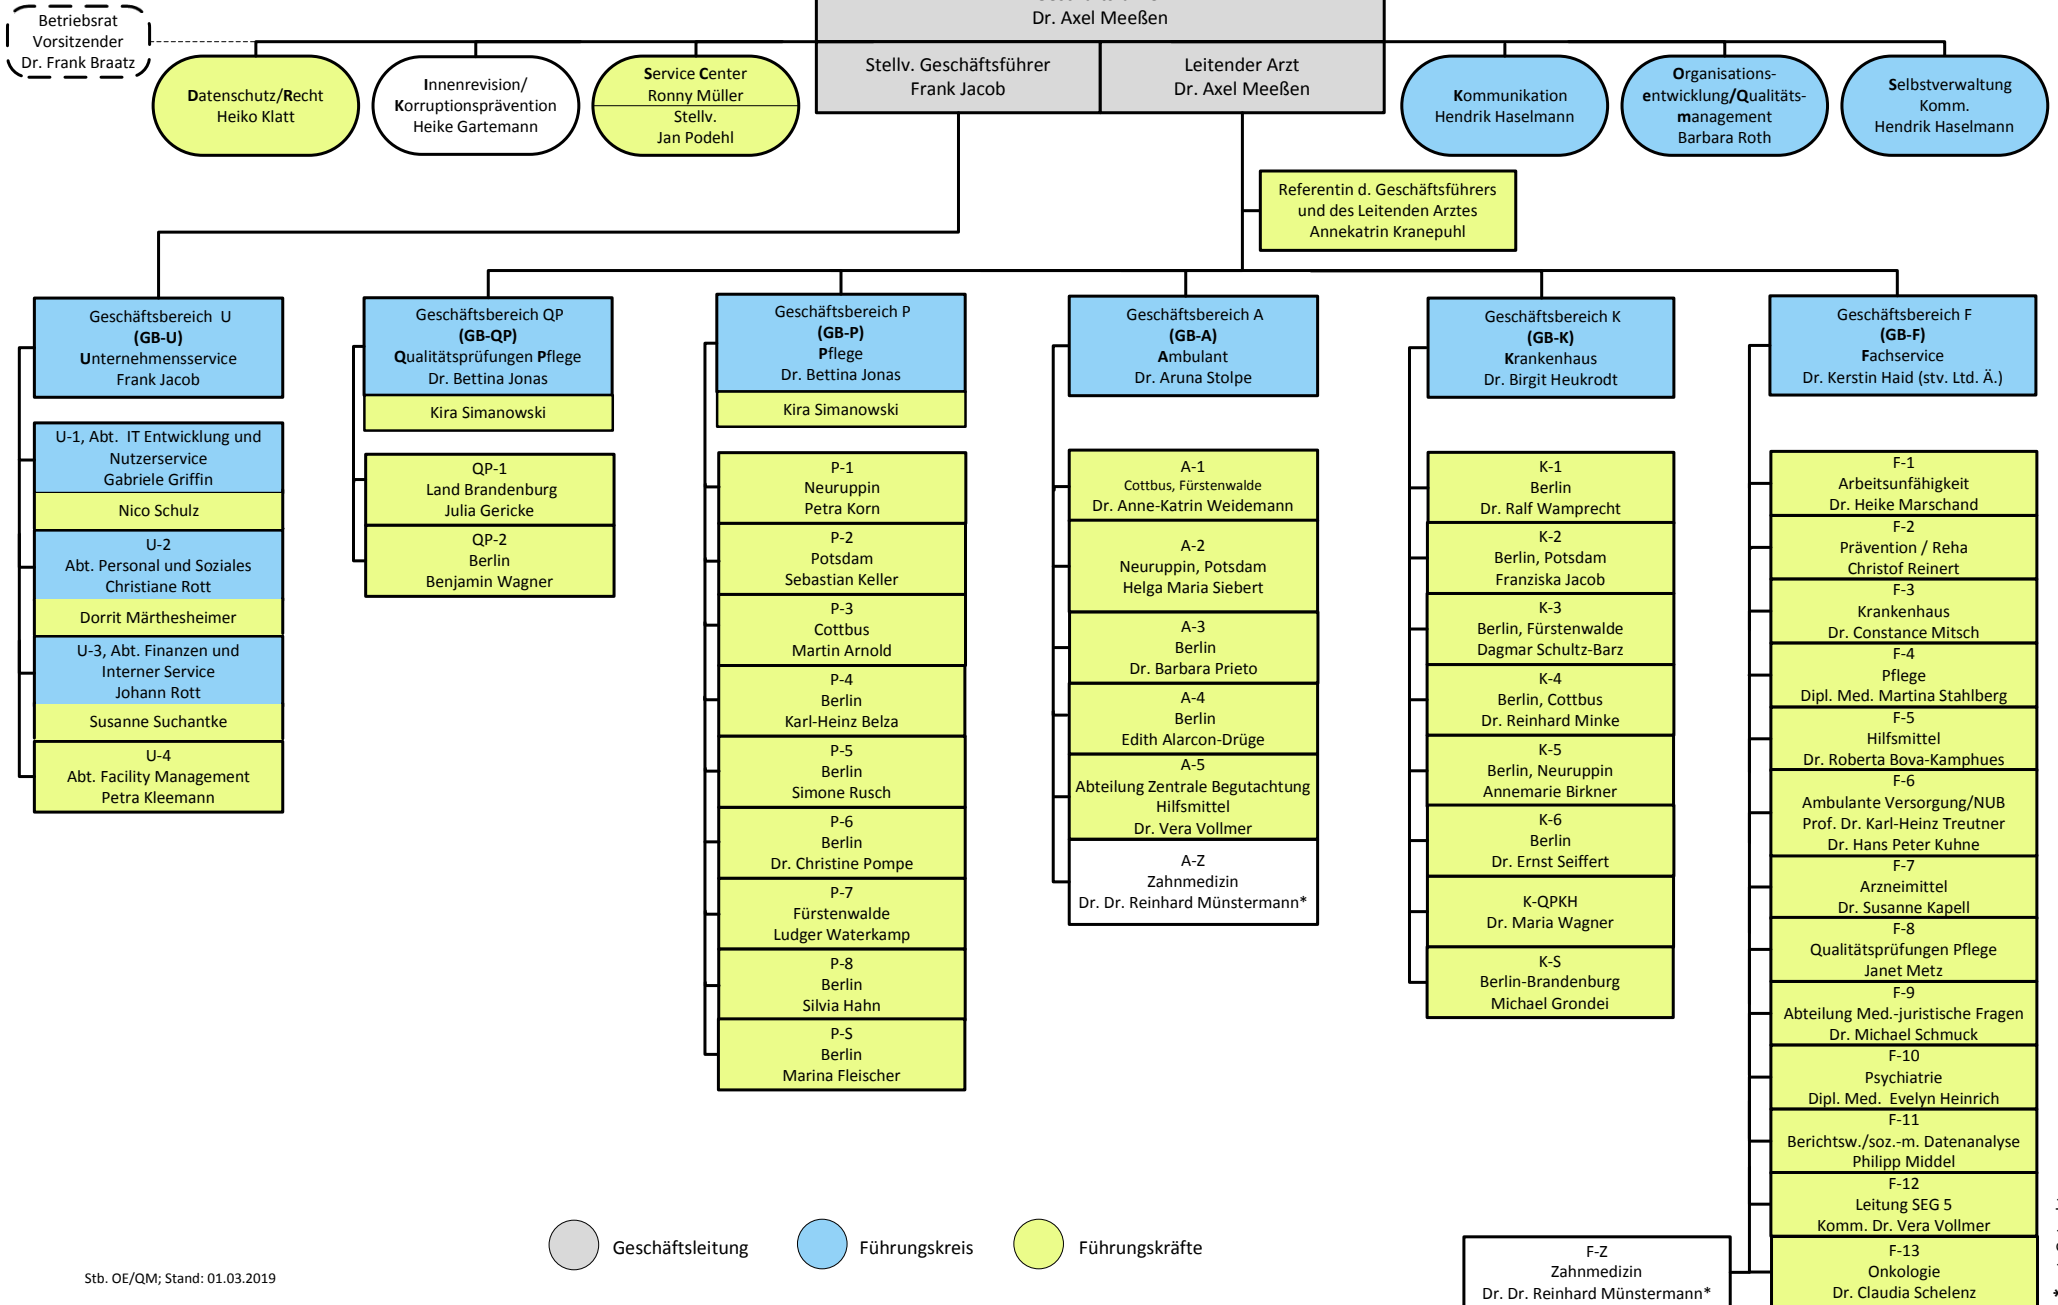 Dr. Axel Meeßen
Betriebsrat
Vorsitzender
Dr. Frank Braatz
Datenschutz/Recht
Heiko Klatt
Innenrevision/
Korruptionsprävention
Heike Gartemann
Service Center
Ronny Müller
Stellv.
Jan Podehl
Stellv. Geschäftsführer
Frank Jacob
Leitender Arzt
Dr. Axel Meeßen
Kommunikation
Hendrik Haselmann
Organisations-
entwicklung/Qualitäts-
management
Barbara Roth
Selbstverwaltung
Komm.
Hendrik Haselmann
Referentin d. Geschäftsführers
und des Leitenden Arztes
Annekatrin Kranepuhl
Geschäftsbereich U
(GB-U)
Unternehmensservice
Frank Jacob
U-1, Abt. IT Entwicklung und
Nutzerservice
Gabriele Griffin
Nico Schulz
U-2
Abt. Personal und Soziales
Christiane Rott
Dorrit Märthesheimer
U-3, Abt. Finanzen und
Interner Service
Johann Rott
Susanne Suchantke
U-4
Abt. Facility Management
Petra Kleemann
Geschäftsbereich QP
(GB-QP)
Qualitätsprüfungen Pflege
Dr. Bettina Jonas
Kira Simanowski
QP-1
Land Brandenburg
Julia Gericke
QP-2
Berlin
Benjamin Wagner
Geschäftsbereich P
(GB-P)
Pflege
Dr. Bettina Jonas
Kira Simanowski
P-1
Neuruppin
Petra Korn
P-2
Potsdam
Sebastian Keller
P-3
Cottbus
Martin Arnold
P-4
Berlin
Karl-Heinz Belza
P-5
Berlin
Simone Rusch
P-6
Berlin
Dr. Christine Pompe
P-7
Fürstenwalde
Ludger Waterkamp
P-8
Berlin
Silvia Hahn
P-S
Berlin
Marina Fleischer
Geschäftsbereich A
(GB-A)
Ambulant
Dr. Aruna Stolpe
A-1
Cottbus, Fürstenwalde
Dr. Anne-Katrin Weidemann
A-2
Neuruppin, Potsdam
Helga Maria Siebert
A-3
Berlin
Dr. Barbara Prieto
A-4
Berlin
Edith Alarcon-Drüge
A-5
Abteilung Zentrale Begutachtung
Hilfsmittel
Dr. Vera Vollmer
A-Z
Zahnmedizin
Dr. Dr. Reinhard Münstermann*
Geschäftsbereich K
(GB-K)
Krankenhaus
Dr. Birgit Heukrodt
K-1
Berlin
Dr. Ralf Wamprecht
K-2
Berlin, Potsdam
Franziska Jacob
K-3
Berlin, Fürstenwalde
Dagmar Schultz-Barz
K-4
Berlin, Cottbus
Dr. Reinhard Minke
K-5
Berlin, Neuruppin
Annemarie Birkner
K-6
Berlin
Dr. Ernst Seiffert
K-QPKH
Dr. Maria Wagner
K-S
Berlin-Brandenburg
Michael Grondei
Geschäftsbereich F
(GB-F)
Fachservice
Dr. Kerstin Haid (stv. Ltd. Ä.)
F-1
Arbeitsunfähigkeit
Dr. Heike Marschand
F-2
Prävention / Reha
Christof Reinert
F-3
Krankenhaus
Dr. Constance Mitsch
F-4
Pflege
Dipl. Med. Martina Stahlberg
F-5
Hilfsmittel
Dr. Roberta Bova-Kamphues
F-6
Ambulante Versorgung/NUB
Prof. Dr. Karl-Heinz Treutner
Dr. Hans Peter Kuhne
F-7
Arzneimittel
Dr. Susanne Kapell
F-8
Qualitätsprüfungen Pflege
Janet Metz
F-9
Abteilung Med.-juristische Fragen
Dr. Michael Schmuck
F-10
Psychiatrie
Dipl. Med. Evelyn Heinrich
F-11
Berichtsw./soz.-m. Datenanalyse
Philipp Middel
F-12
Leitung SEG 5
Komm. Dr. Vera Vollmer
F-13
Onkologie
Dr. Claudia Schelenz
F-Z
Zahnmedizin
Dr. Dr. Reinhard Münstermann*
Geschäftsleitung
Führungskreis
Führungskräfte
Stb. OE/QM; Stand: 01.03.2019
*